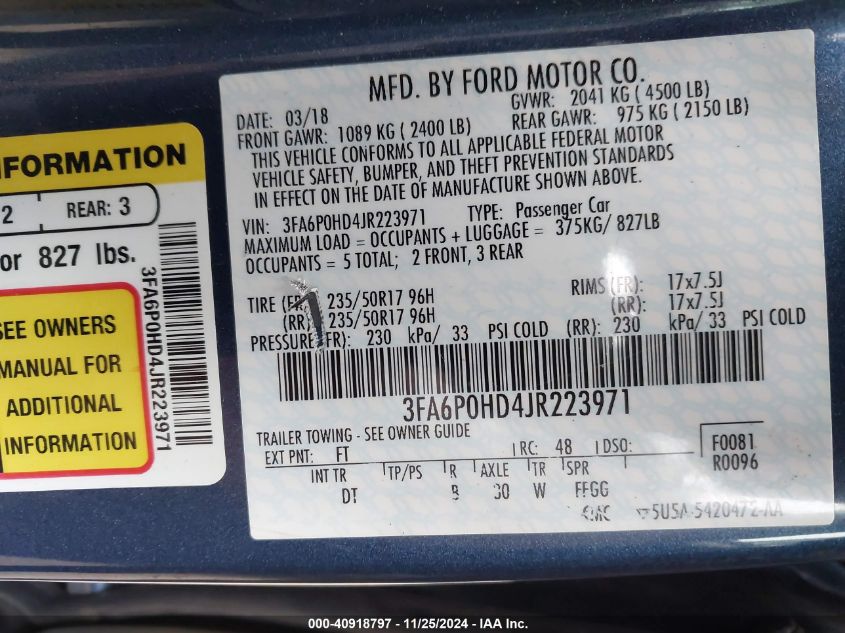 NFORMATION
2 REAR: 3
or 827 lbs.
SEE OWNERS
MANUAL FOR
ADDITIONAL
INFORMATION
3FA6P0HD4JR223971
MFD. BY FORD MOTOR CO.
DATE: 03/18 GVWR: 2041 KG ( 4500 LB)
FRONT GAWR: 1089 KG ( 2400 LB) REAR GAWR: 975 KG ( 2150 LB)
THIS VEHICLE CONFORMS TO ALL APPLICABLE FEDERAL MOTOR
VEHICLE SAFETY, BUMPER, AND THEFT PREVENTION STANDARDS
IN EFFECT ON THE DATE OF MANUFACTURE SHOWN ABOVE.
VIN: 3FA6P0HD4JR223971 TYPE: Passenger Car
MAXIMUM LOAD = OCCUPANTS + LUGGAGE = 375KG/ 827LB
OCCUPANTS = 5 TOTAL; 2 FRONT, 3 REAR
TIRE (FR): 235/50R17 96H RIMS (FR): 17x7.5J
(RR): 235/50R17 96H (RR): 17x7.5J
PRESSURE (FR): 230 kPa/ 33 PSI COLD (RR): 230 kPa/ 33 PSI COLD
3FA6P0HD4JR223971
TRAILER TOWING - SEE OWNER GUIDE
EXT PNT: FT RC: 48 DSO: F0081
R0096
INT TR TP/PS R AXLE TR SPR
DT 30 W FFGG
5420472-AA
000-40918797 - 11/25/2024 - IAA Inc.